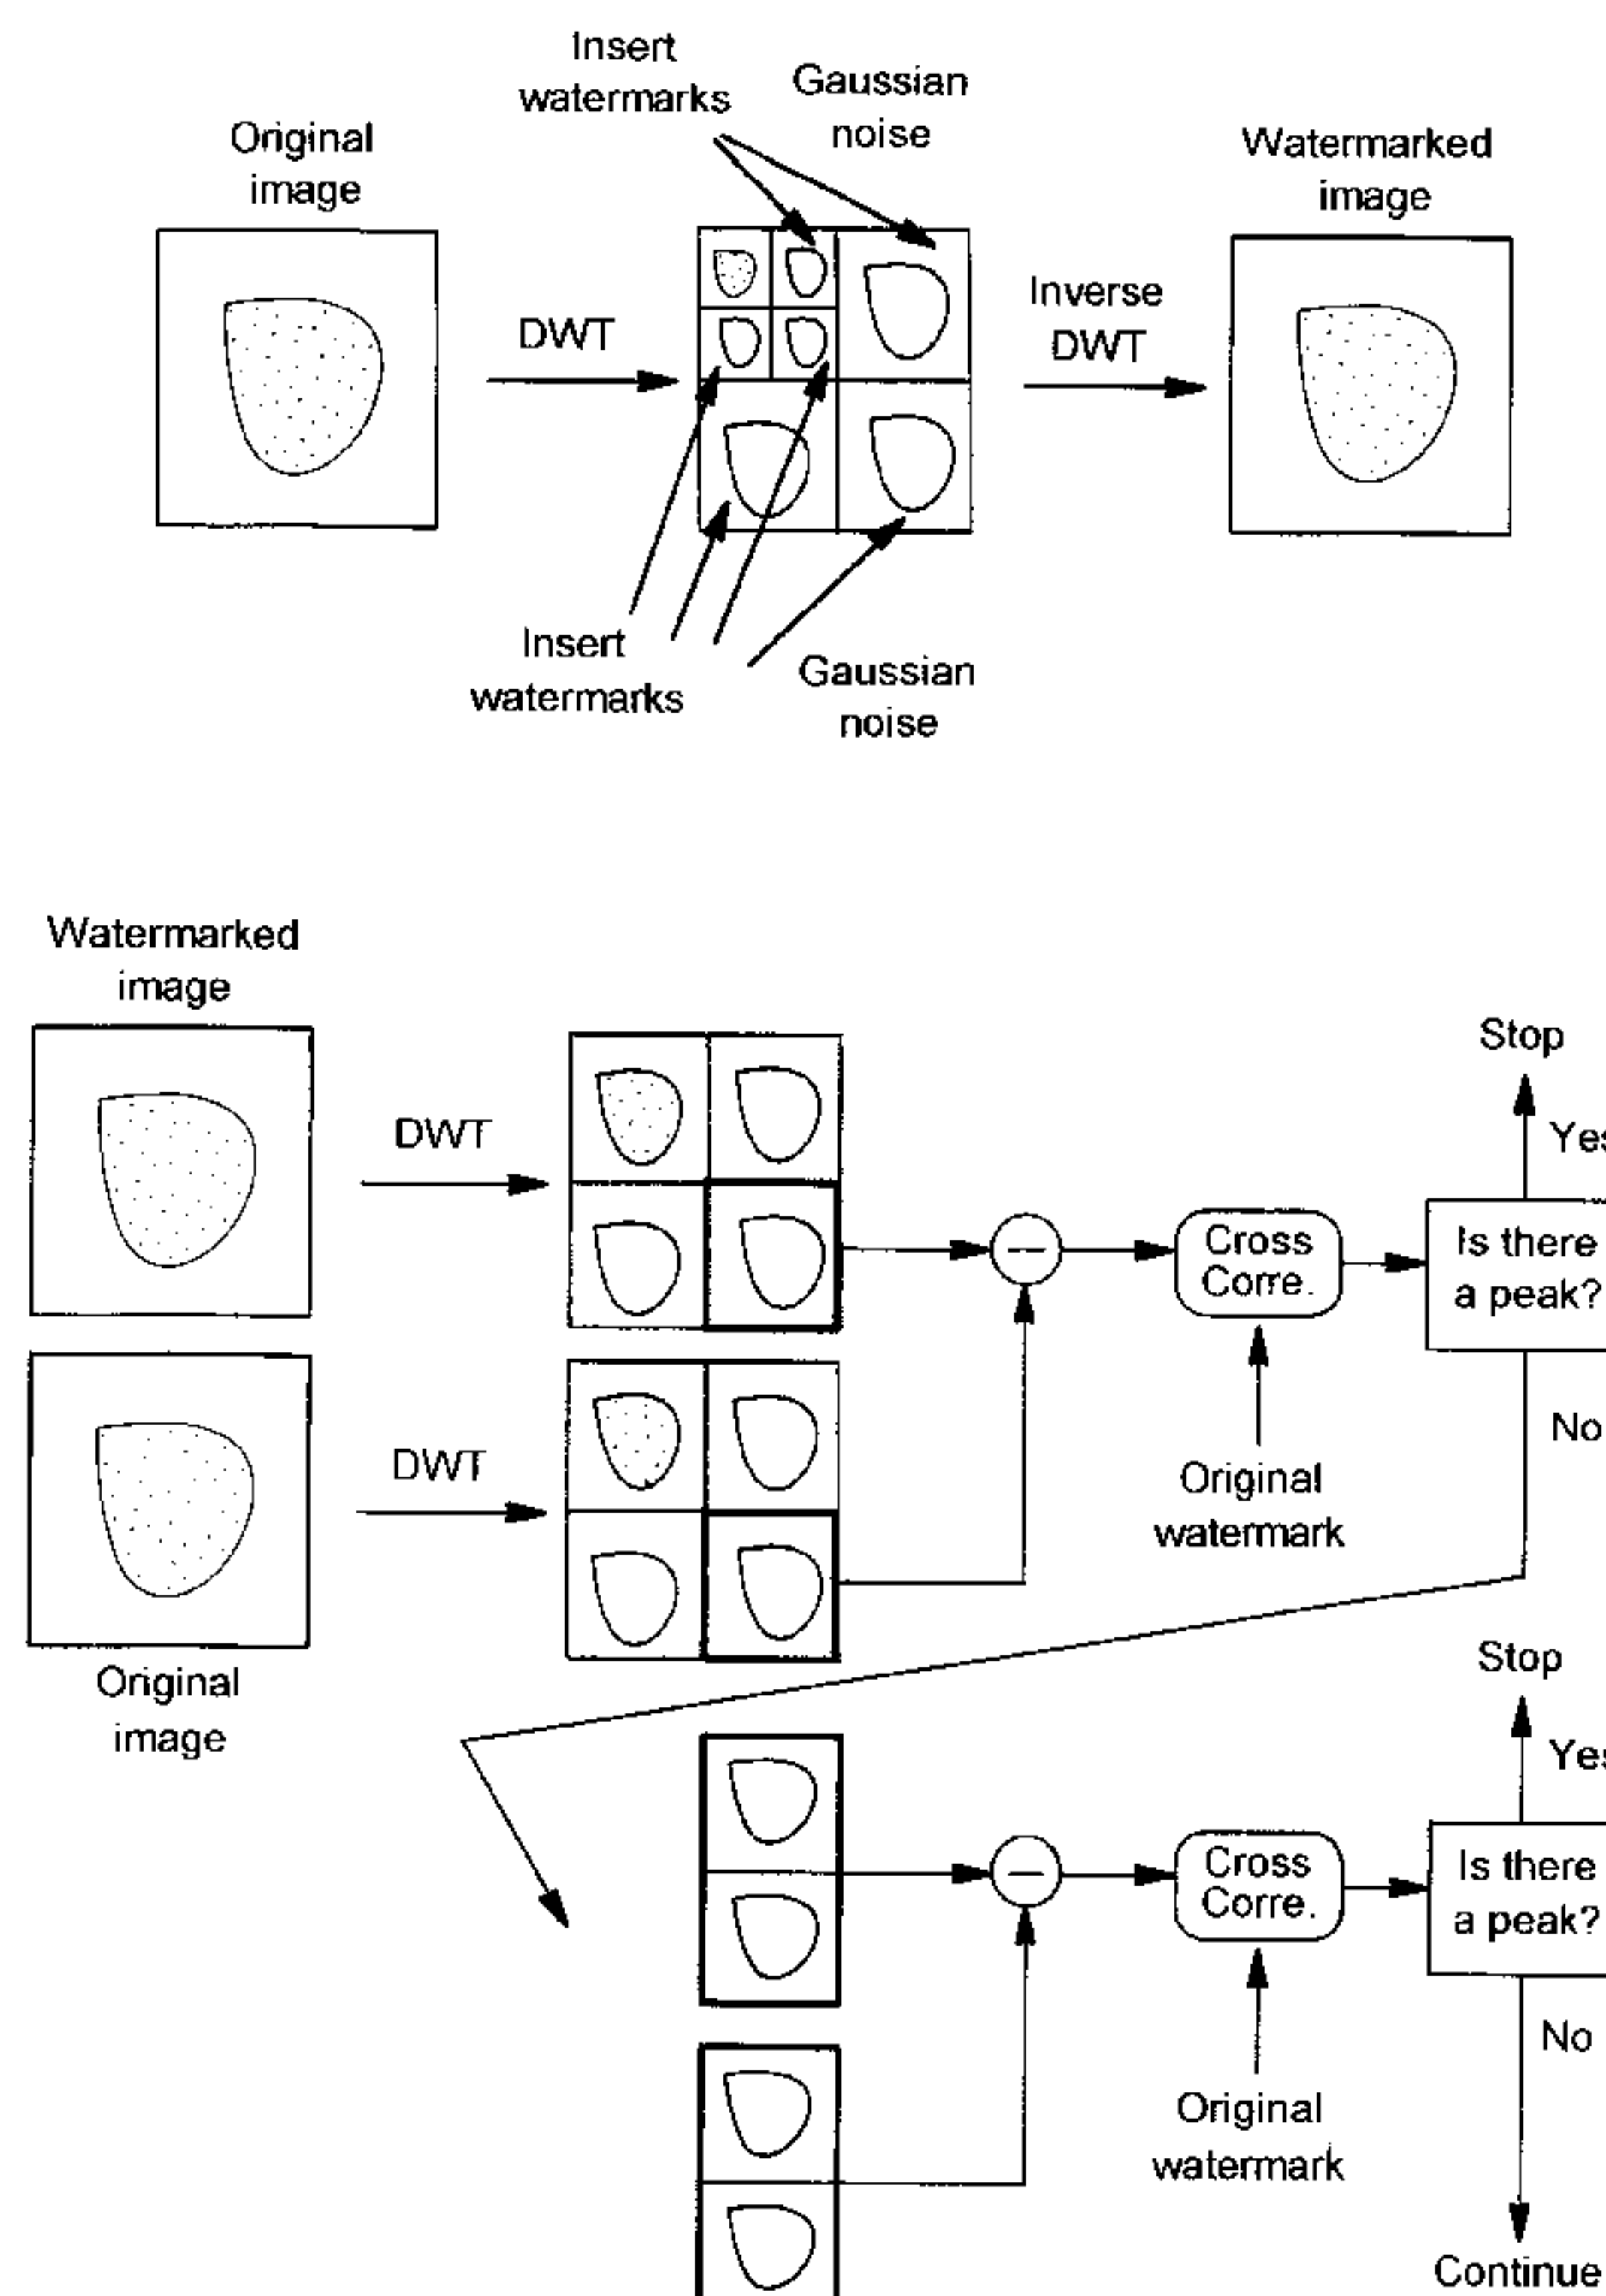 Insert
watermarks
Gaussian
noise
Original
image
Watermarked
image
DWT
Inverse
DWT
Insert
watermarks
Gaussian
noise
Watermarked
image
DWT
Stop
Yes
Cross
Corre.
Is there
a peak?
No
Original
watermark
DWT
Original
image
Stop
Yes
Cross
Corre.
Is there
a peak?
No
Original
watermark
Continue